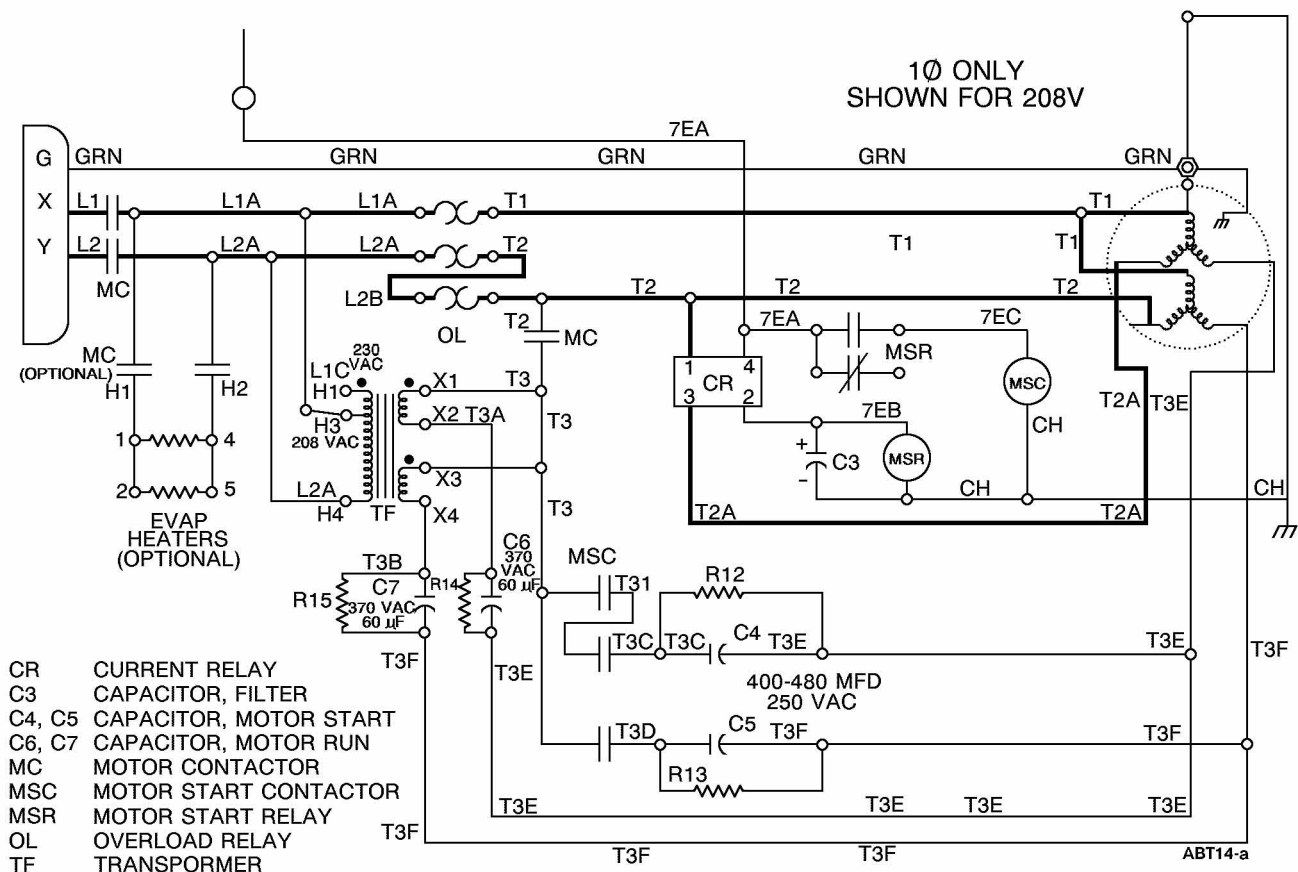 1Ø ONLY
SHOWN FOR 208V
7EA
G GRN GRN GRN GRN GRN
X L1 L1A L1A T1 T1
Y L2 L2A L2A T2 T1 T1
MC
L2B T2 T2 T2
OL T2 MC
7EA 7EC
MSR
MC
(OPTIONAL)
H1 H2
230
VAC
L1C
H1 X1 T3
X2 T3A T3
H3
208 VAC
X3
L2A
H4 TF X4 T3
1 4
CR
3 2
7EB
MSC
CH
+
C3
-
MSR
CH CH
T2A T3E
T2A T2A
1 4
2 5
EVAP
HEATERS
(OPTIONAL)
T3B
R15
C7
370 VAC
60 µF
R14
C6
370
VAC
60 µF
MSC
T31 R12
T3C T3C C4 T3E T3E
T3F T3E T3F
400-480 MFD
250 VAC
T3D C5 T3F T3F
R13
T3E T3E T3E T3E
T3F T3F T3F
CR CURRENT RELAY
C3 CAPACITOR, FILTER
C4, C5 CAPACITOR, MOTOR START
C6, C7 CAPACITOR, MOTOR RUN
MC MOTOR CONTACTOR
MSC MOTOR START CONTACTOR
MSR MOTOR START RELAY
OL OVERLOAD RELAY
TF TRANSPORMER
ABT14-a